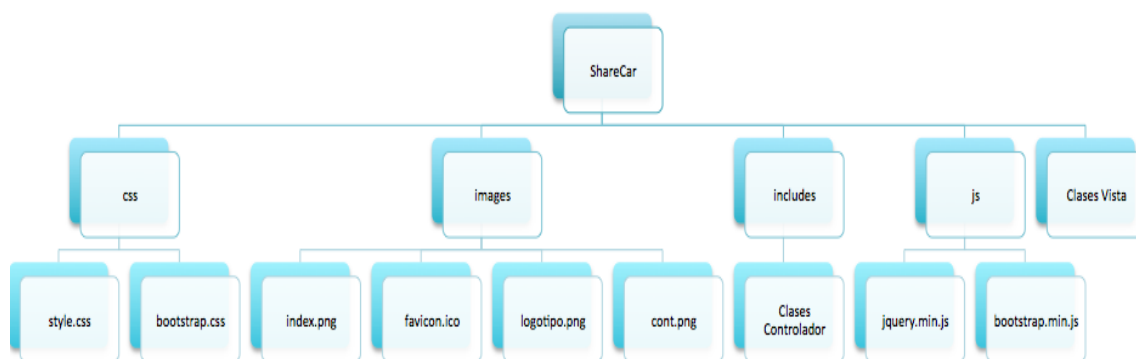 ShareCar
css
images
includes
js
Clases Vista
style.css
bootstrap.css
index.png
favicon.ico
logotipo.png
cont.png
Clases
Controlador
jquery.min.js
bootstrap.min.js